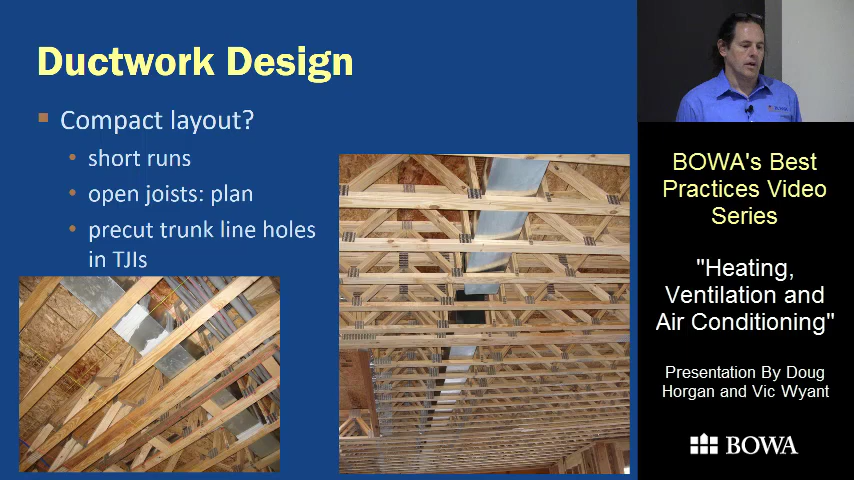 Ductwork Design
Compact layout?
short runs
open joists: plan
precut trunk line holes
in TJIs
BOWA's Best
Practices Video
Series
"Heating,
Ventilation and
Air Conditioning"
Presentation By Doug
Horgan and Vic Wyant
BOWA